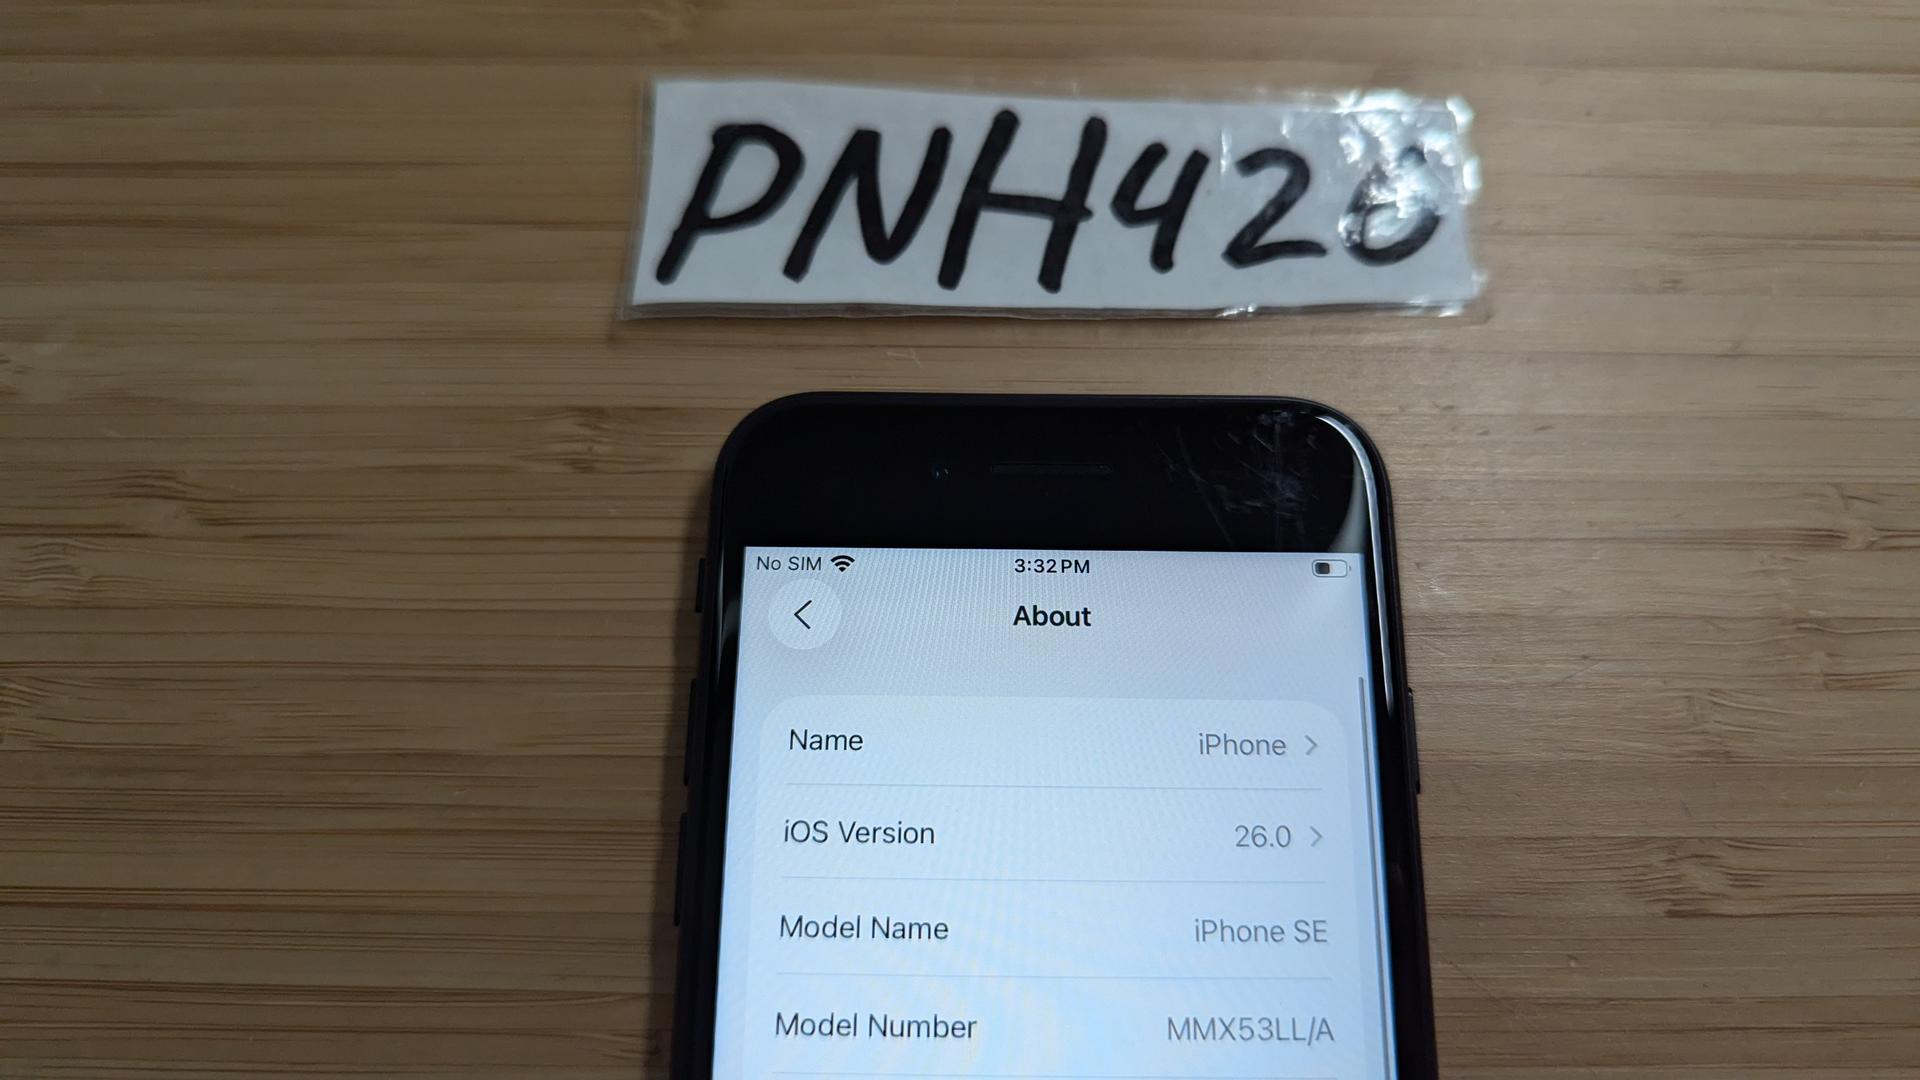 PNH420
No SIM 3:32 PM
About
Name iPhone
iOS Version 26.0
Model Name iPhone SE
Model Number MMX53LL/A